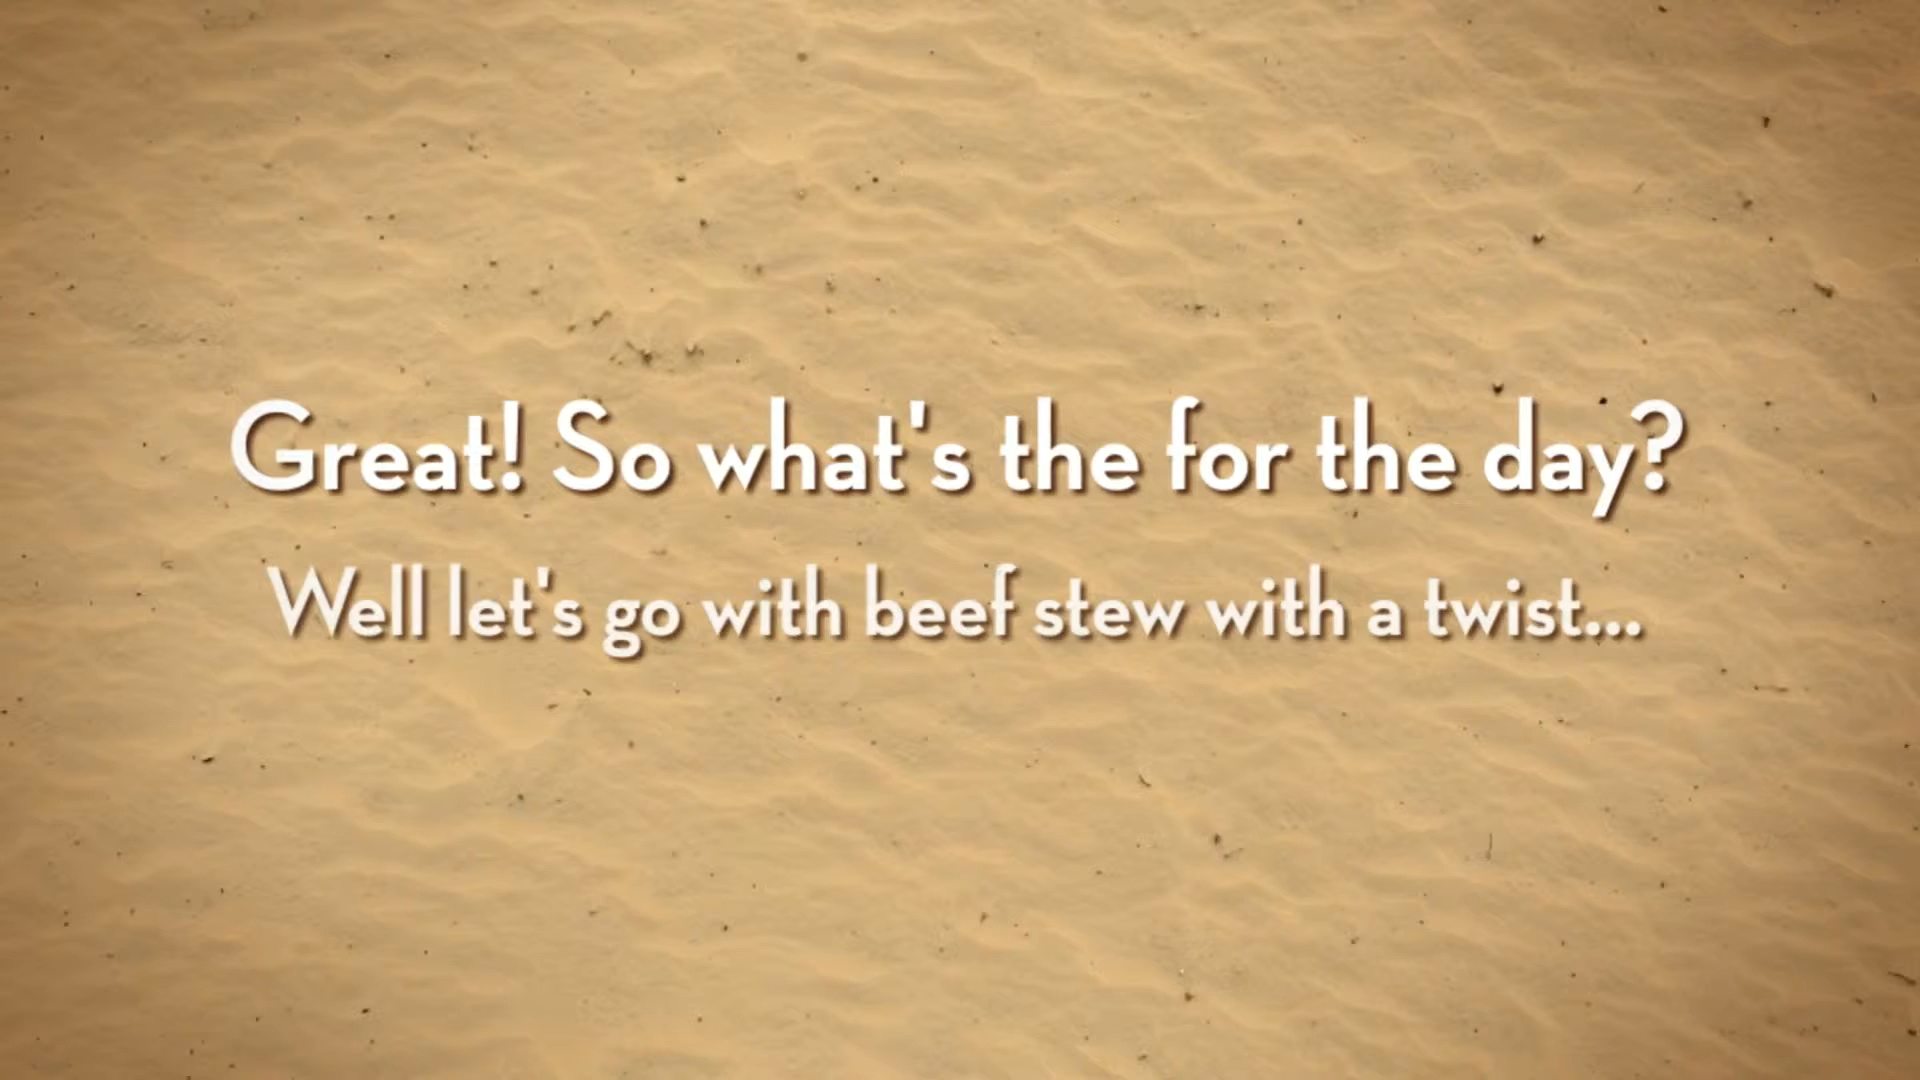 Great! So what's the for the day?
Well let's go with beef stew with a twist...